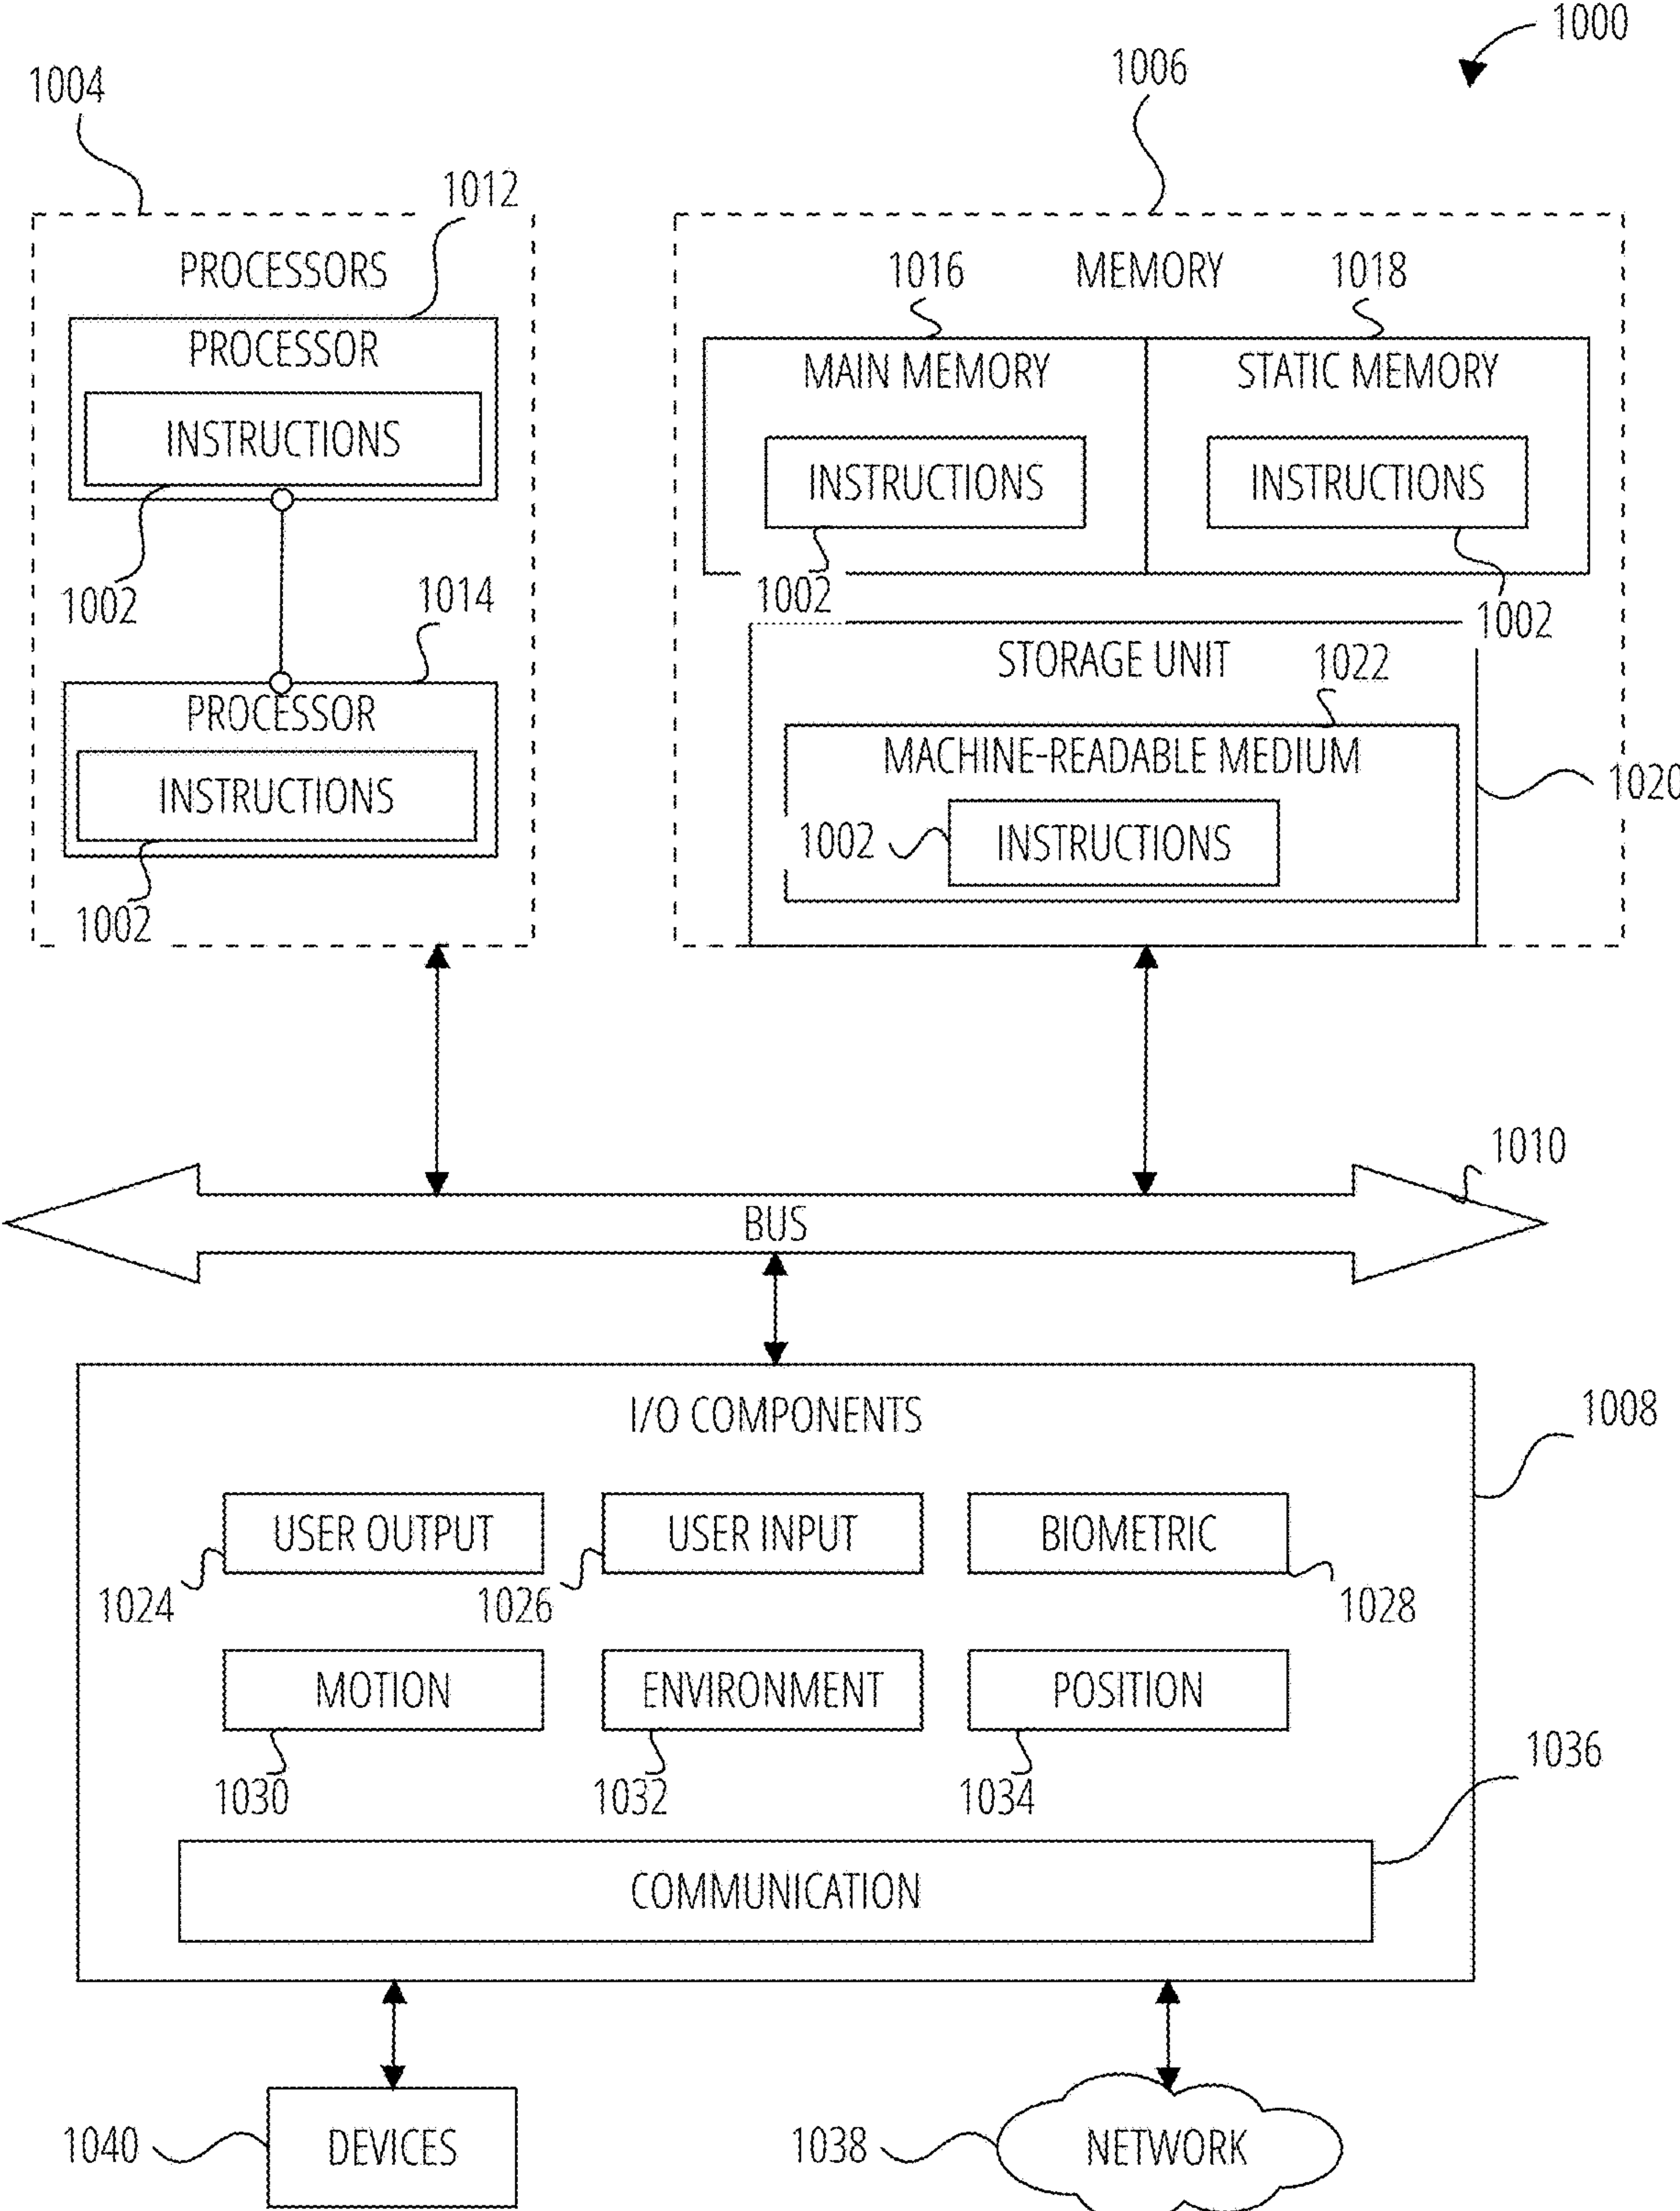 1000
1004
1006
1012
PROCESSORS
1016
MEMORY
1018
PROCESSOR
INSTRUCTIONS
MAIN MEMORY
STATIC MEMORY
INSTRUCTIONS
INSTRUCTIONS
1002
1014
1002
1002
PROCESSOR
INSTRUCTIONS
1002
STORAGE UNIT
1022
MACHINE-READABLE MEDIUM
1020
1002
INSTRUCTIONS
1010
BUS
I/O COMPONENTS
1008
USER OUTPUT
USER INPUT
BIOMETRIC
1024
1026
1028
MOTION
ENVIRONMENT
POSITION
1030
1032
1034
1036
COMMUNICATION
1040
DEVICES
1038
NETWORK